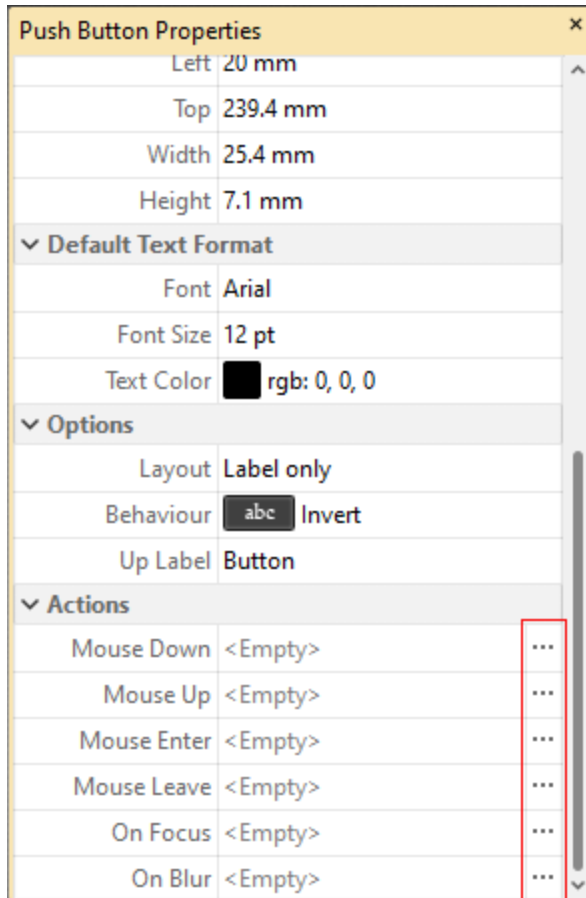 Push Button Properties ×
Left 20 mm
Top 239.4 mm
Width 25.4 mm
Height 7.1 mm
Default Text Format
Font Arial
Font Size 12 pt
Text Color rgb: 0, 0, 0
Options
Layout Label only
Behaviour abc Invert
Up Label Button
Actions
Mouse Down <Empty> ...
Mouse Up <Empty> ...
Mouse Enter <Empty> ...
Mouse Leave <Empty> ...
On Focus <Empty> ...
On Blur <Empty> ...